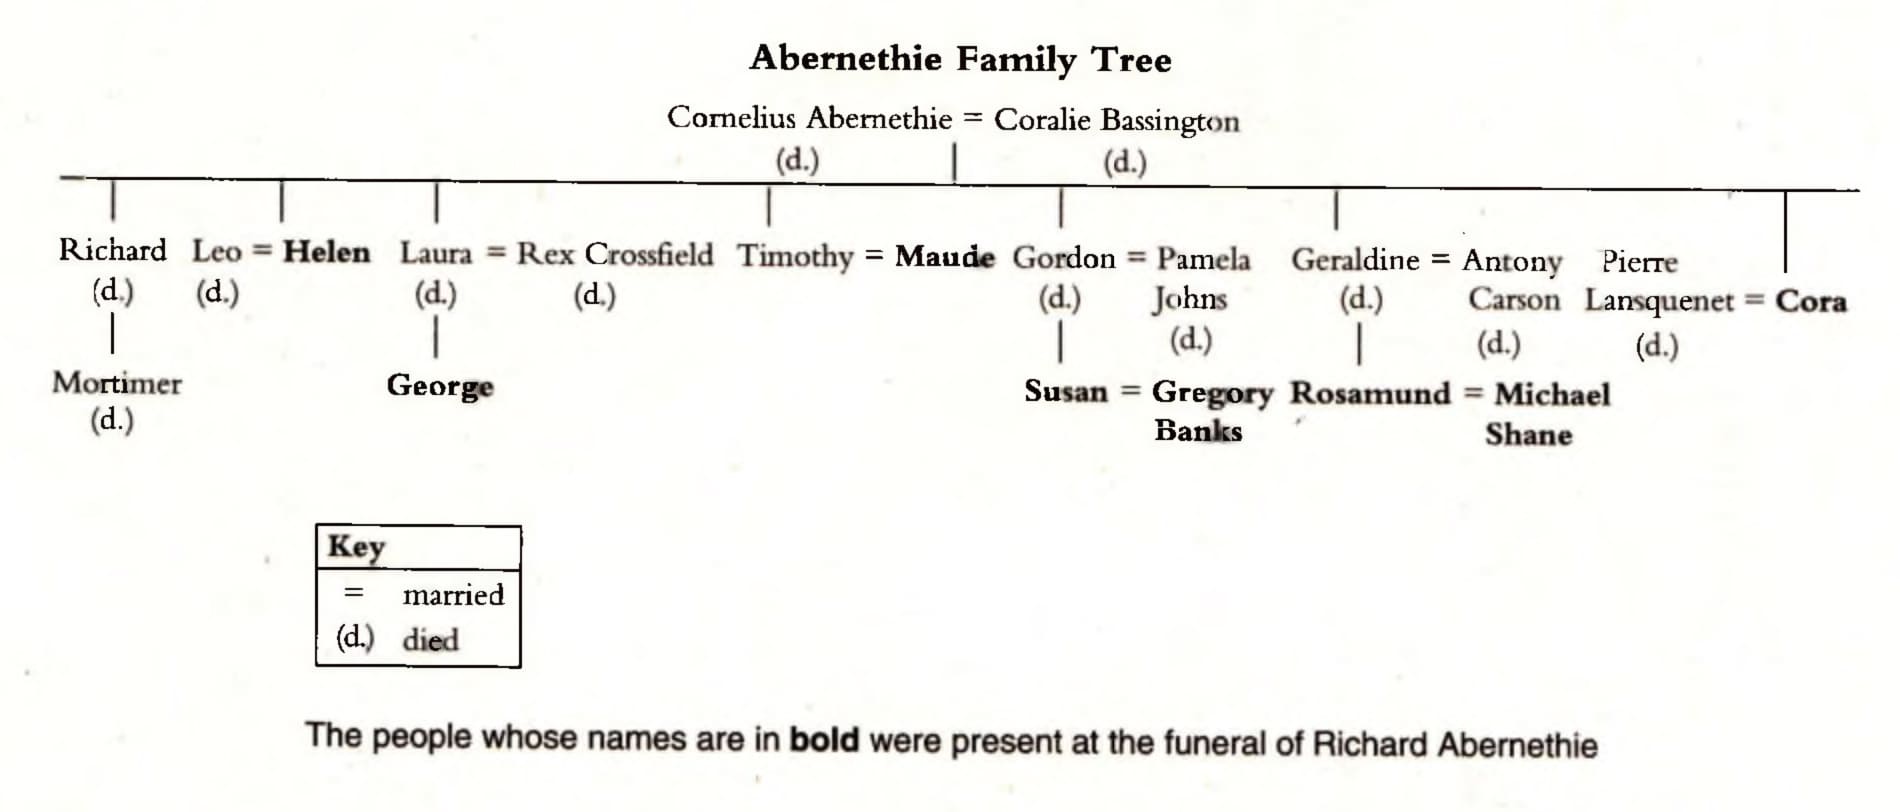 Abernethie Family Tree
Cornelius Abernethie = Coralie Bassington
(d.) (d.)
Richard Leo = Helen Laura = Rex Crossfield Timothy = Maude Gordon = Pamela Geraldine = Antony Pierre
(d.) (d.) (d.) (d.) (d.) Johns (d.) Carson Lansquenet = Cora
(d.) (d.) (d.)
Mortimer George Susan = Gregory Rosamund = Michael
(d.) Banks Shane
Key
= married
(d.) died
The people whose names are in bold were present at the funeral of Richard Abernethie